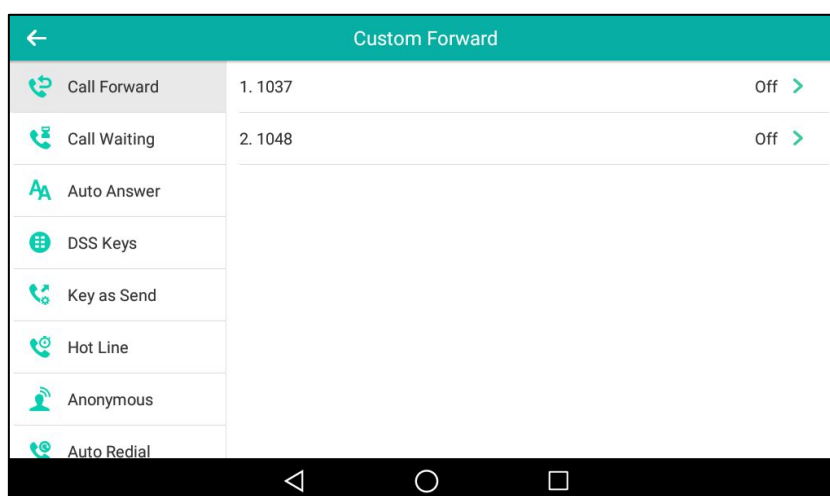 Custom Forward
Call Forward
1. 1037 Off
Call Waiting
2. 1048 Off
AA Auto Answer
DSS Keys
Key as Send
Hot Line
Anonymous
Auto Redial